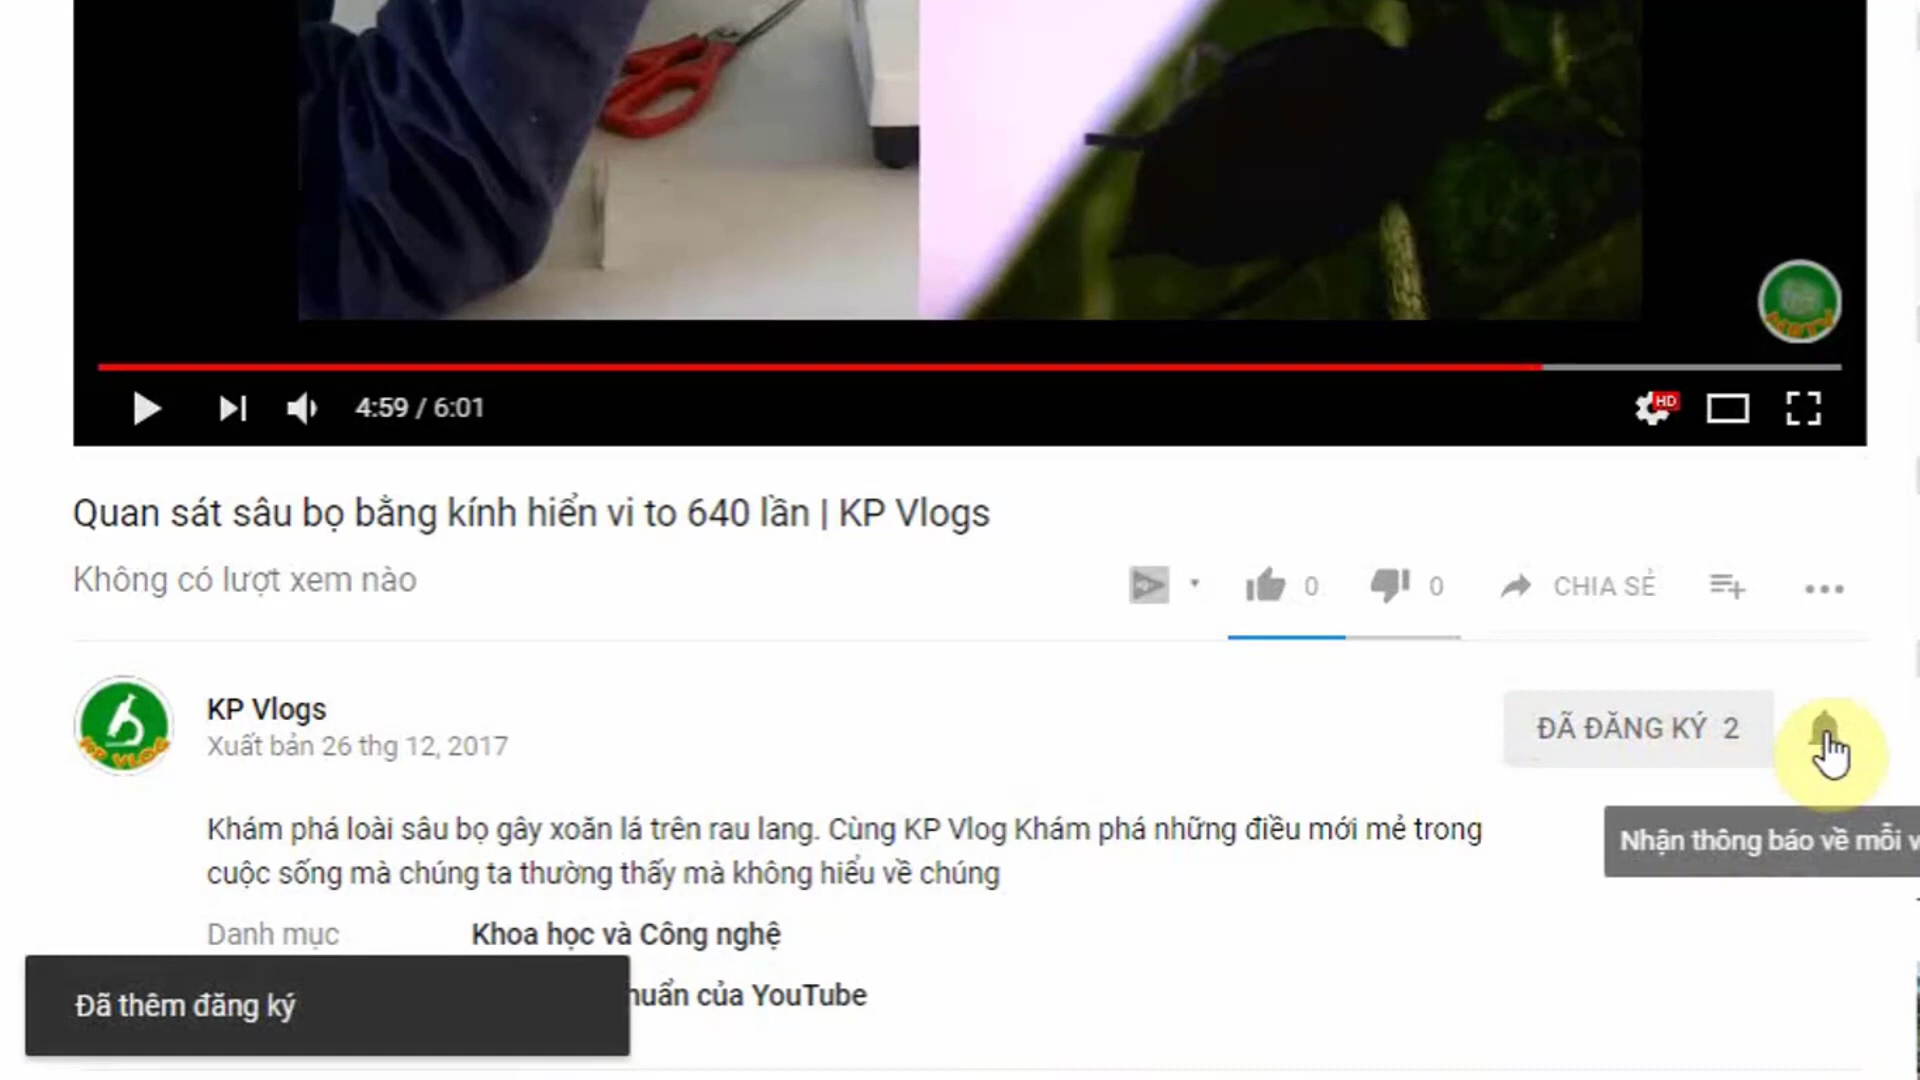 4:59 / 6:01
HD
Quan sát sâu bọ bằng kính hiển vi to 640 lần | KP Vlogs
Không có lượt xem nào
0
0
CHIA SẺ
KP Vlogs
Xuất bản 26 thg 12, 2017
ĐÃ ĐĂNG KÝ 2
KP VLOG
Nhận thông báo về mỗi
Khám phá loài sâu bọ gây xoăn lá trên rau lang. Cùng KP Vlog Khám phá những điều mới mẻ trong
cuộc sống mà chúng ta thường thấy mà không hiểu về chúng
Danh mục Khoa học và Công nghệ
của YouTube
Đã thêm đăng ký